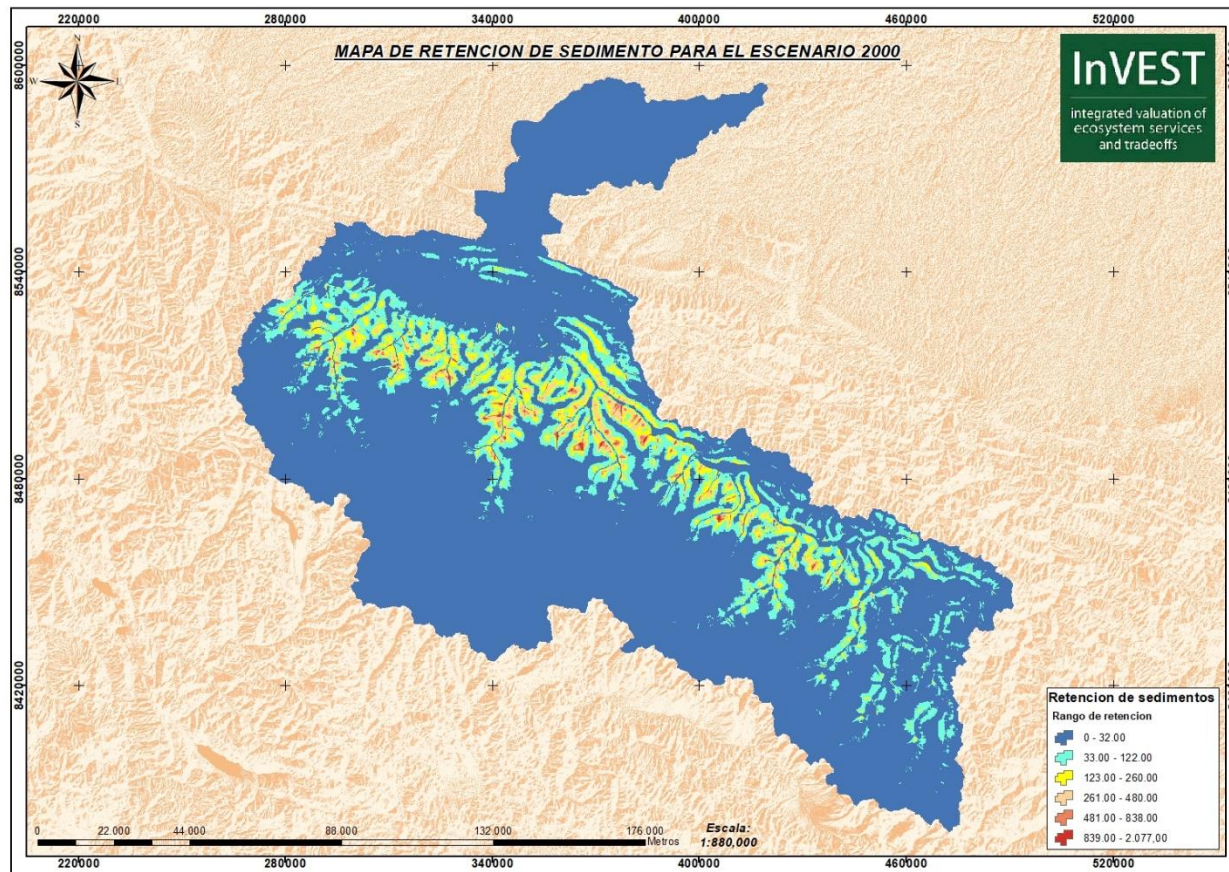 220000 280000 340000 400000 460000 520000
MAPA DE RETENCION DE SEDIMENTO PARA EL ESCENARIO 2000
N
W E
S
InVEST
integrated valuation of
ecosystem services
and tradeoffs
8600000
8540000
8480000
8420000
Retencion de sedimentos
Rango de retencion
0 - 32.00
33.00 - 122.00
123.00 - 260.00
261.00 - 480.00
481.00 - 838.00
839.00 - 2.077,00
0 22.000 44.000 88.000 132.000 176.000
Metros
Escala:
1:880,000
220000 280000 340000 400000 460000 520000